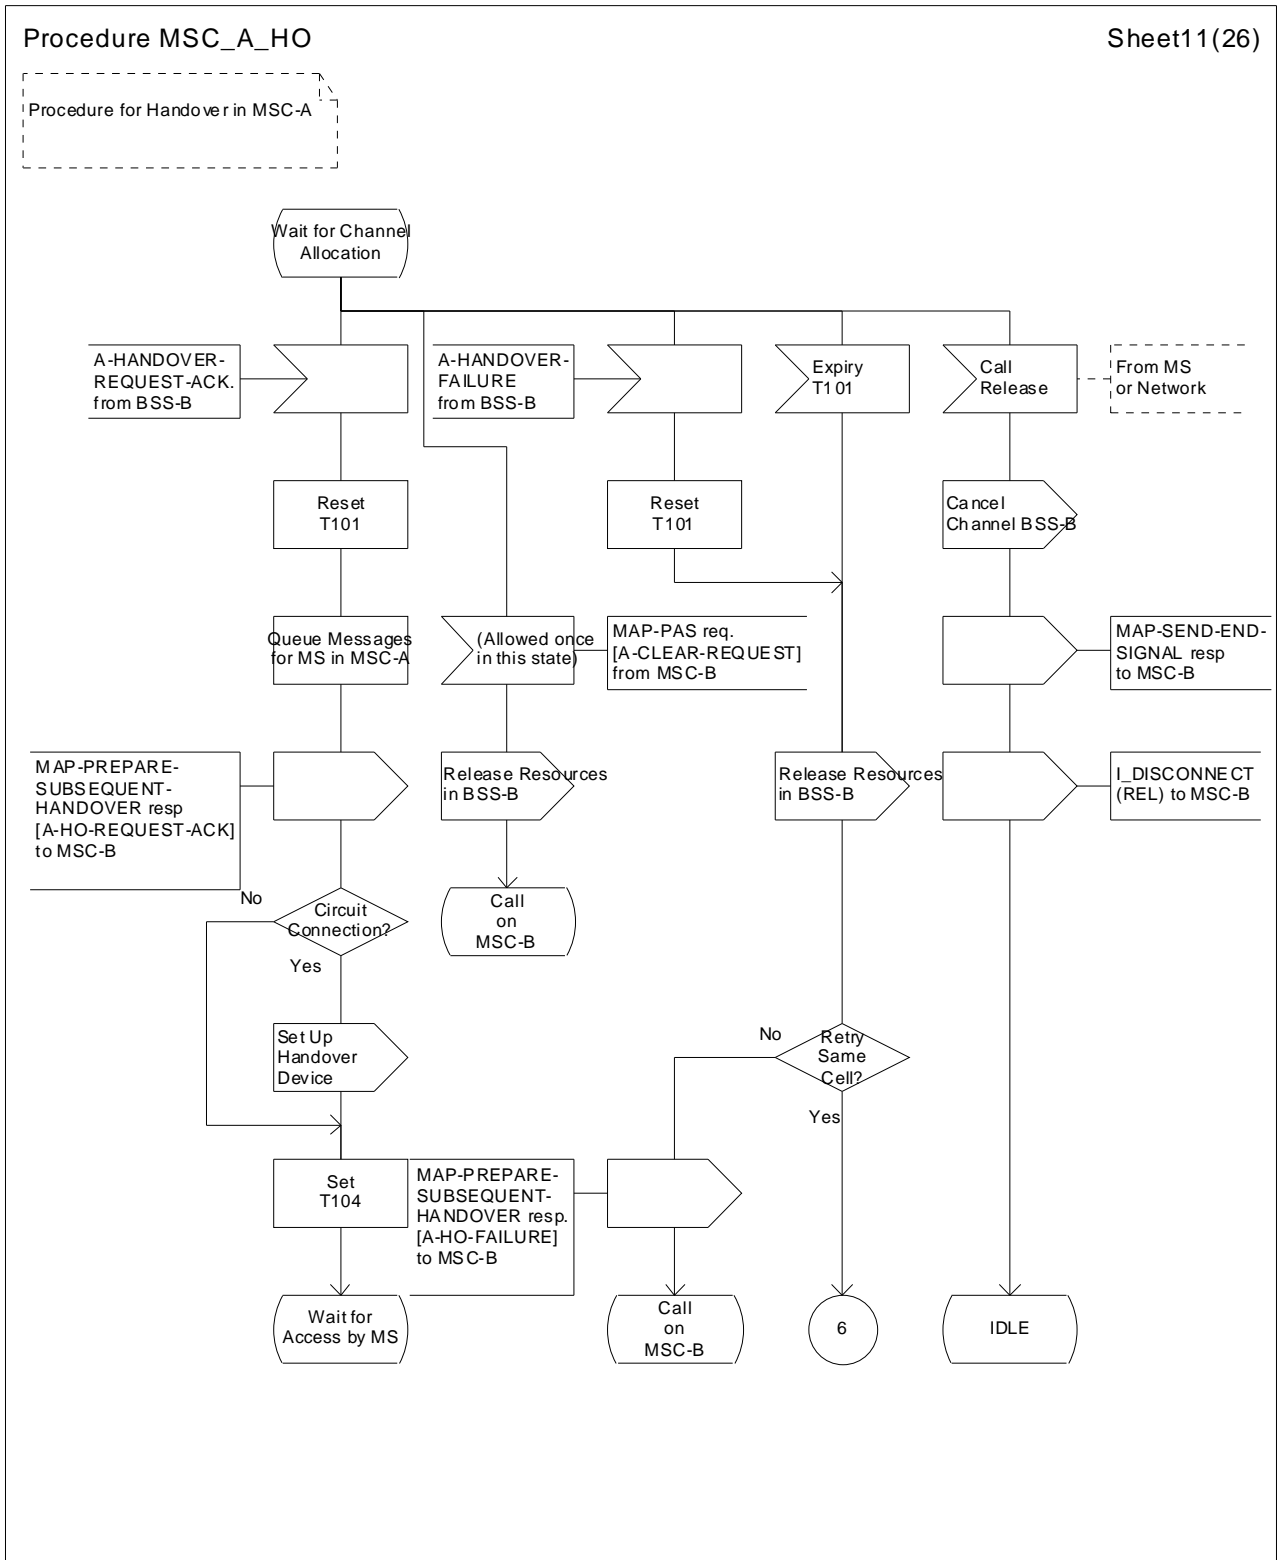 Procedure MSC_A_HO
Sheet11(26)
Procedure for Handover in MSC-A
Wait for Channel
Allocation
A-HANDOVER-
REQUEST-ACK.
from BSS-B
A-HANDOVER-
FAILURE
from BSS-B
Expiry
T101
Call
Release
From MS
or Network
Reset
T101
Reset
T101
Cancel
Channel BSS-B
Queue Messages
for MS in MSC-A
(Allowed once
in this state)
MAP-PAS req.
[A-CLEAR-REQUEST]
from MSC-B
MAP-SEND-END-
SIGNAL resp
to MSC-B
MAP-PREPARE-
SUBSEQUENT-
HANDOVER resp
[A-HO-REQUEST-ACK]
to MSC-B
Release Resources
in BSS-B
Release Resources
in BSS-B
I_DISCONNECT
(REL) to MSC-B
No
Circuit
Connection?
Yes
Call
on
MSC-B
Set Up
Handover
Device
No
Retry
Same
Cell?
Yes
Set
T104
MAP-PREPARE-
SUBSEQUENT-
HANDOVER resp.
[A-HO-FAILURE]
to MSC-B
Wait for
Access by MS
Call
on
MSC-B
6
IDLE